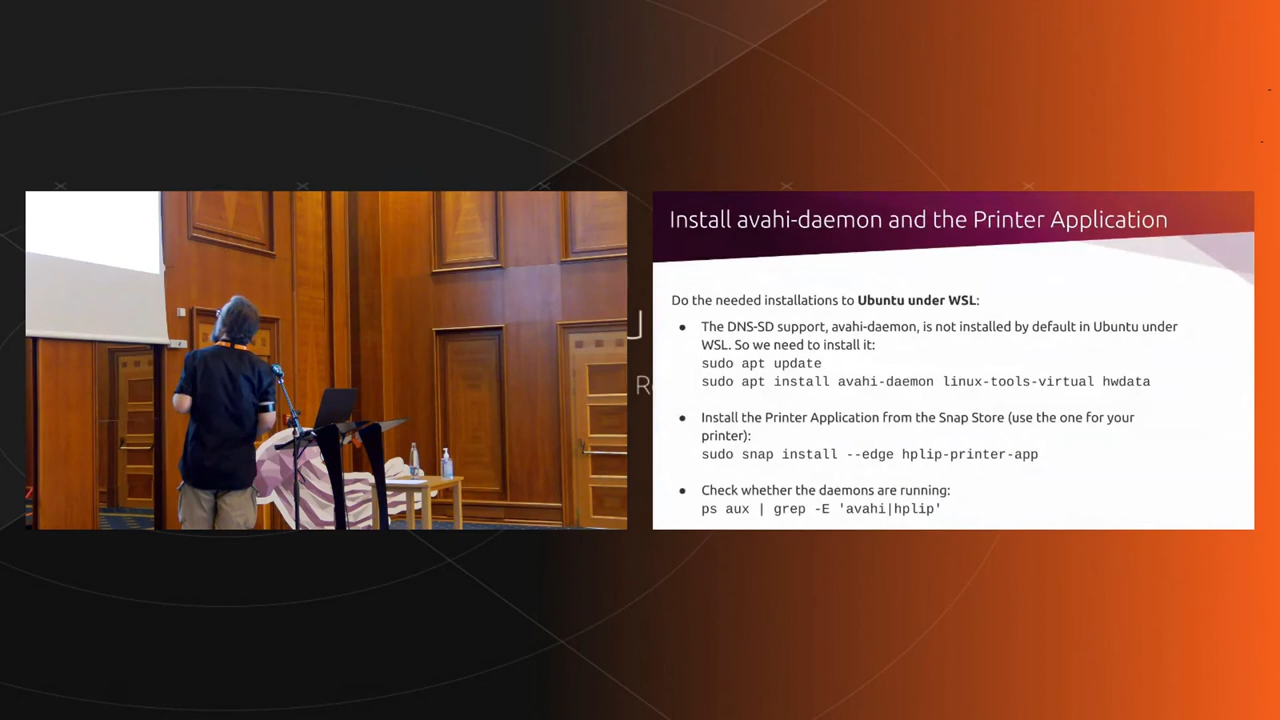 Install avahi-daemon and the Printer Application
Do the needed installations to Ubuntu under WSL:
● The DNS-SD support, avahi-daemon, is not installed by default in Ubuntu under
WSL. So we need to install it:
sudo apt update
sudo apt install avahi-daemon linux-tools-virtual hwdata
● Install the Printer Application from the Snap Store (use the one for your
printer):
sudo snap install --edge hplip-printer-app
● Check whether the daemons are running:
ps aux | grep -E 'avahi|hplip'